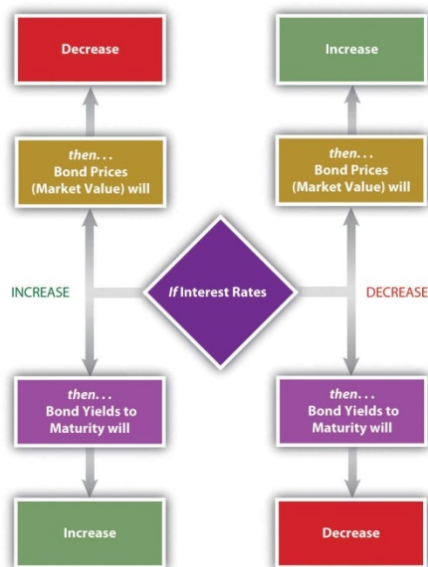 Decrease
Increase
then...
Bond Prices
(Market Value) will
then...
Bond Prices
(Market Value) will
INCREASE
If Interest Rates
DECREASE
then...
Bond Yields to
Maturity will
then...
Bond Yields to
Maturity will
Increase
Decrease